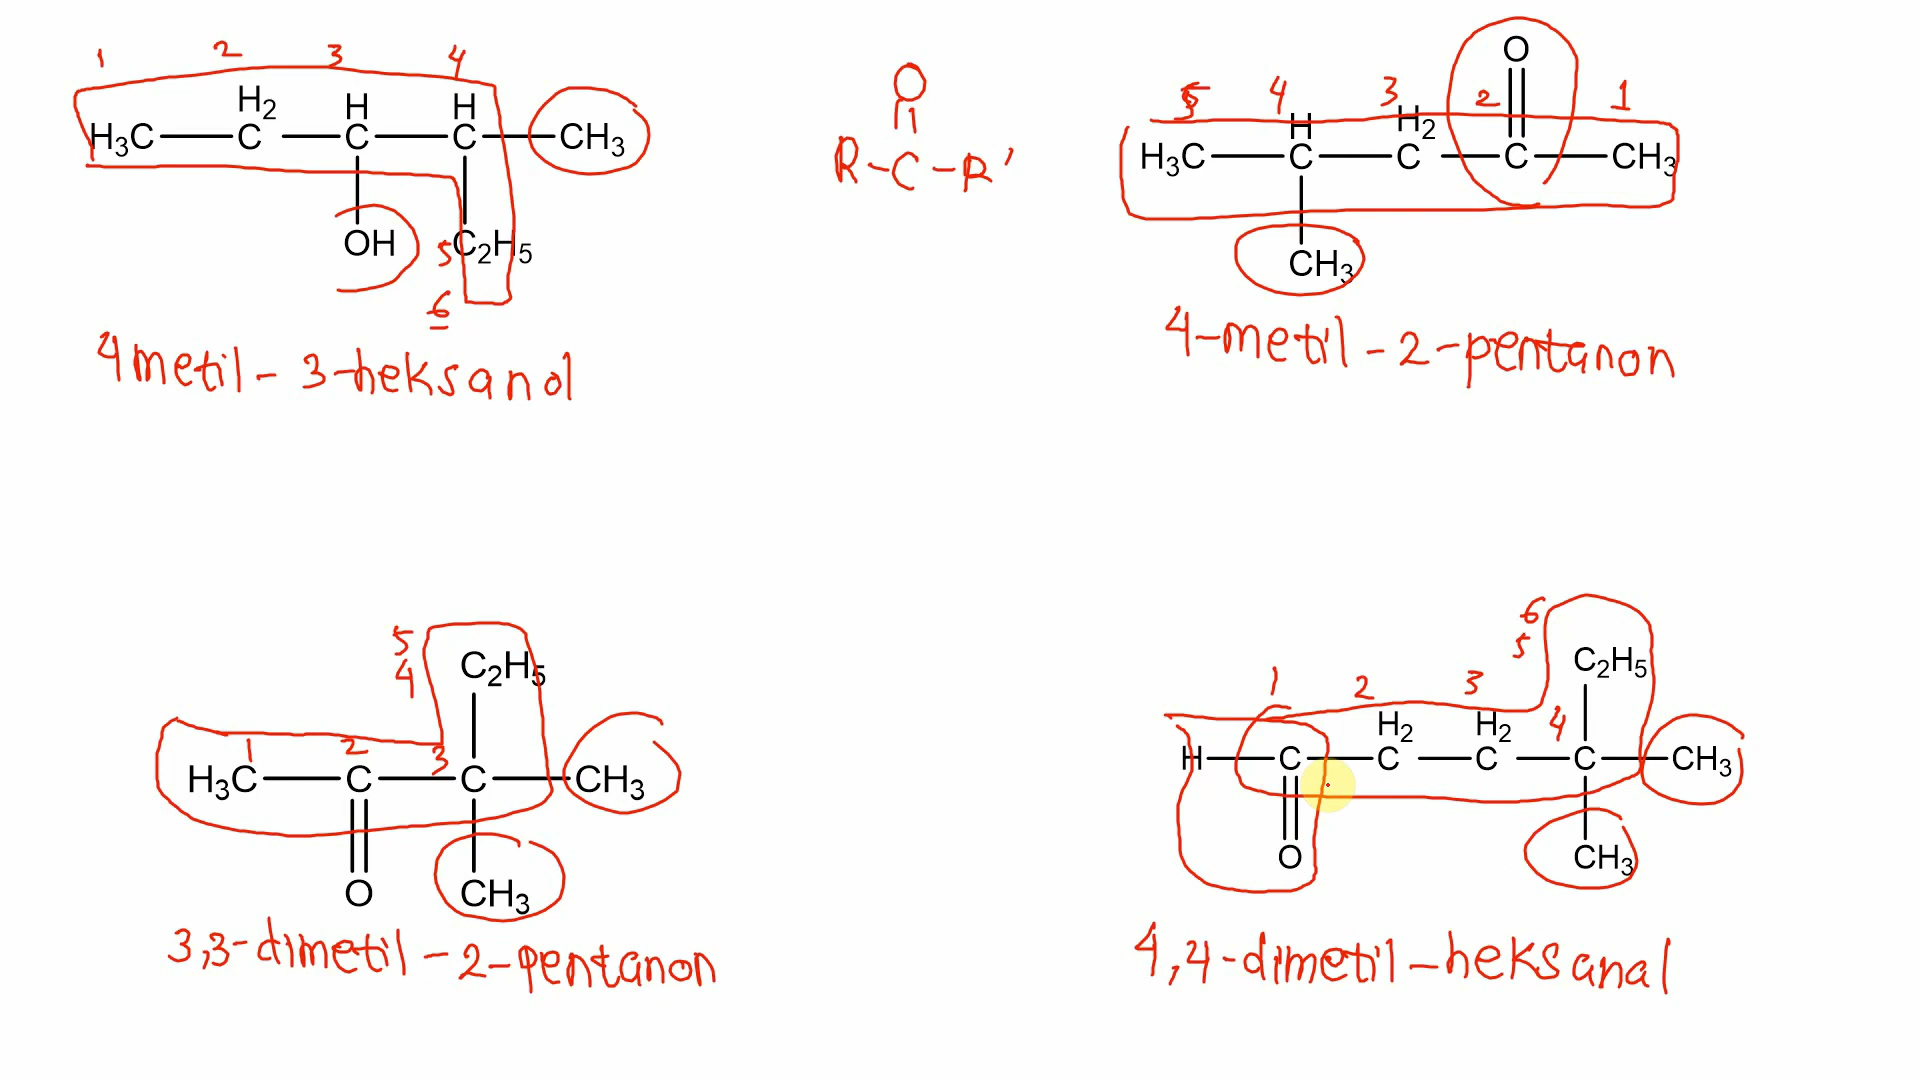 1 2 3 4
H2 H H
H3C C C C CH3
OH 5 C2H5
6
4 metil - 3-heksanol
O
R-C-R'
O
5 4 3 2 1
H H2
H3C C C C CH3
CH3
4-metil-2-pentanon
5
4 C2H5
1 2 3
H3C C C CH3
O CH3
3,3-dimetil-2-pentanon
6
5 C2H5
1 2 3 4
H2 H2
H C C C C CH3
O CH3
4,4-dimetil-heksanal